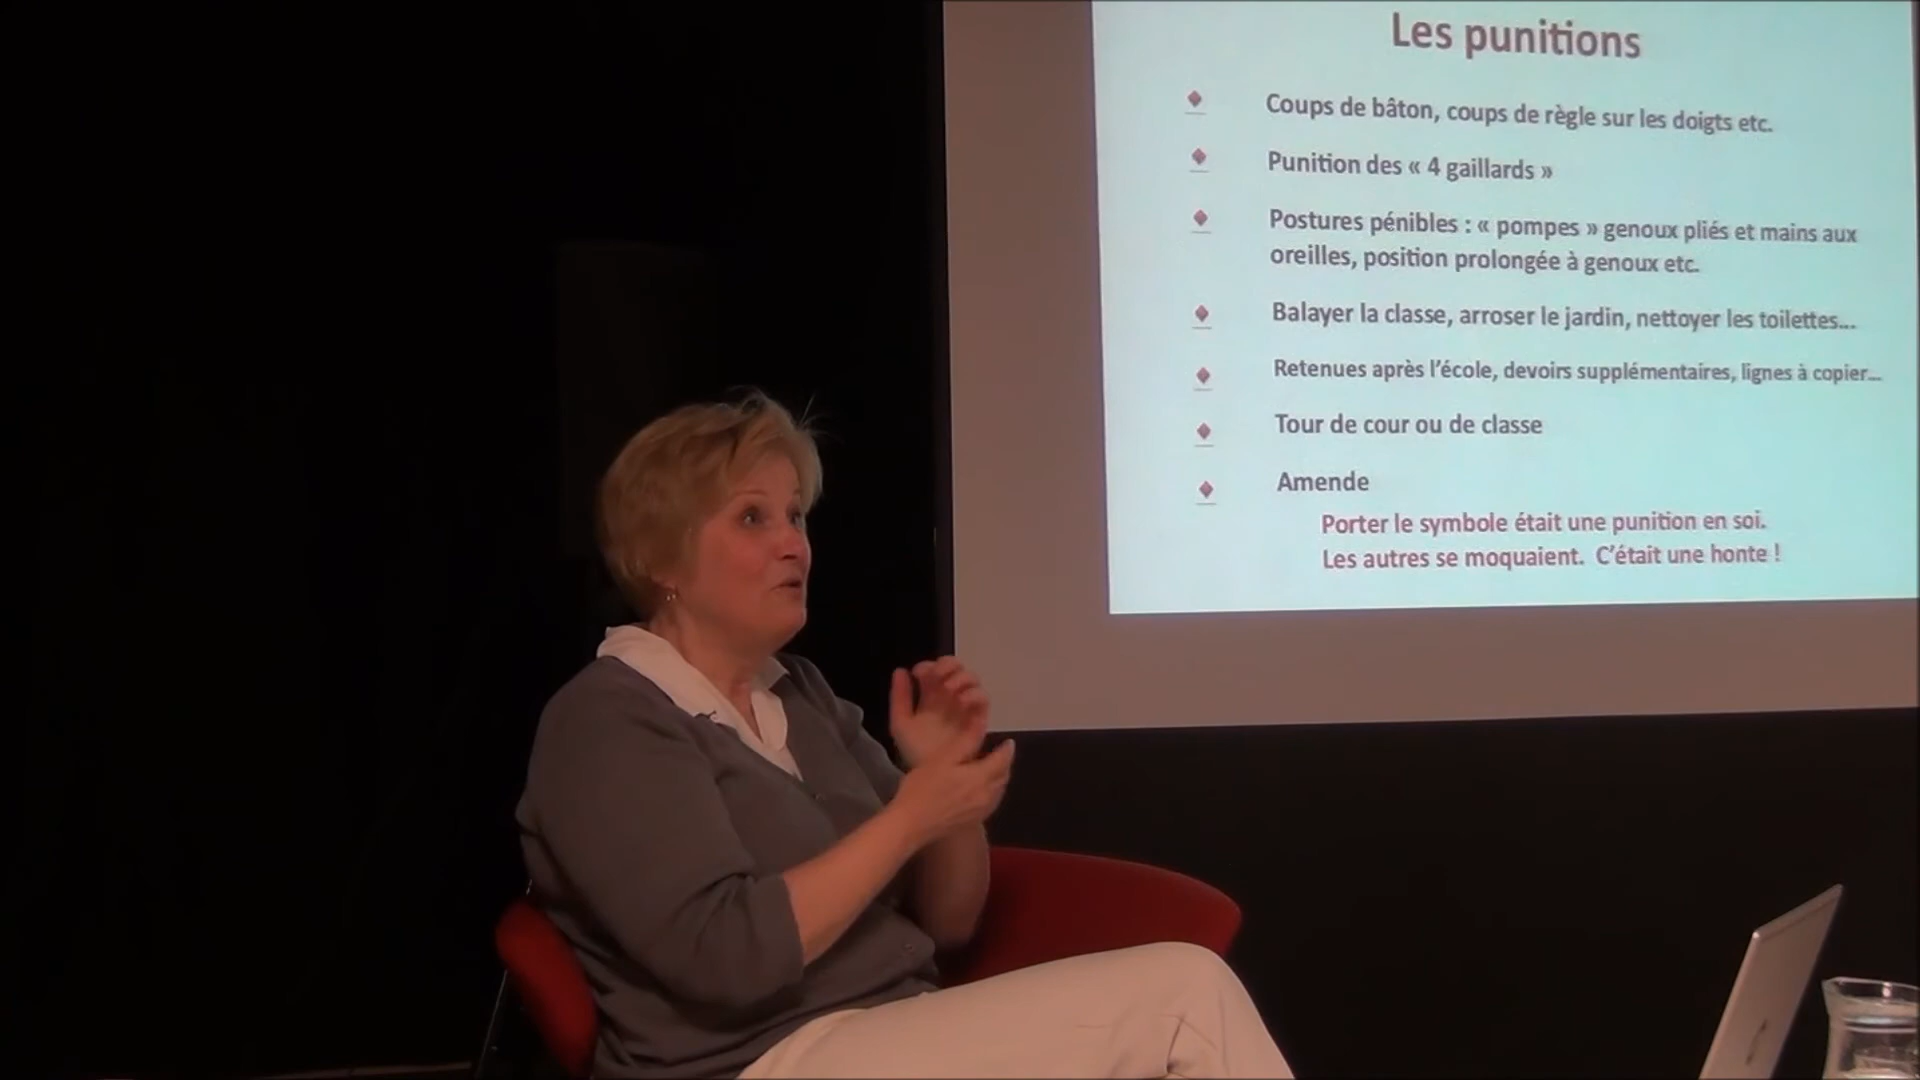 Les punitions
Coups de bâton, coups de règle sur les doigts etc.
Punition des « 4 gaillards »
Postures pénibles : « pompes » genoux pliés et mains aux
oreilles, position prolongée à genoux etc.
Balayer la classe, arroser le jardin, nettoyer les toilettes...
Retenues après l’école, devoirs supplémentaires, lignes à copier...
Tour de cour ou de classe
Amende
Porter le symbole était une punition en soi.
Les autres se moquaient. C’était une honte !